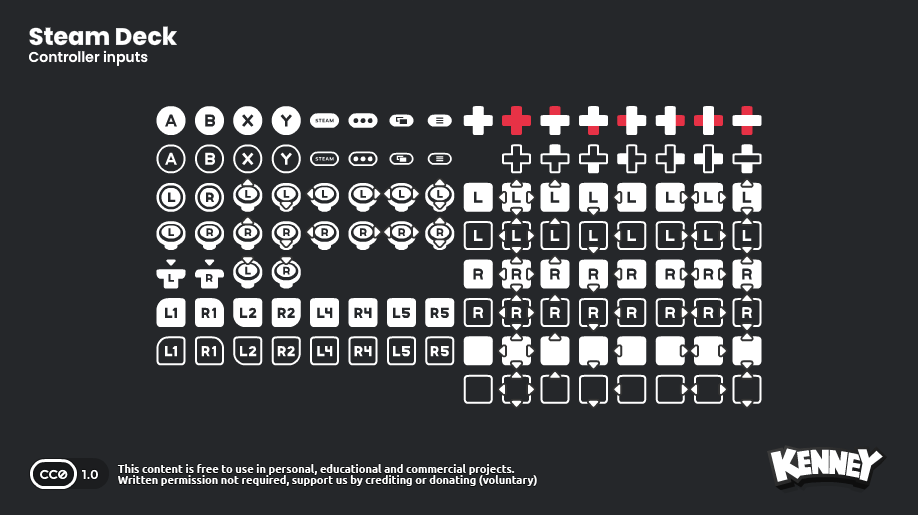 Steam Deck
Controller inputs
A B X Y STEAM
A B X Y STEAM
L R L L L L L L L L L L L L L L
L R R R R R R R L L L L L L L L
L R L R R R R R R R R R
L1 R1 L2 R2 L4 R4 L5 R5 R R R R R R R R
L1 R1 L2 R2 L4 R4 L5 R5
CC0 1.0
This content is free to use in personal, educational and commercial projects.
Written permission not required, support us by crediting or donating (voluntary)
KENNEY